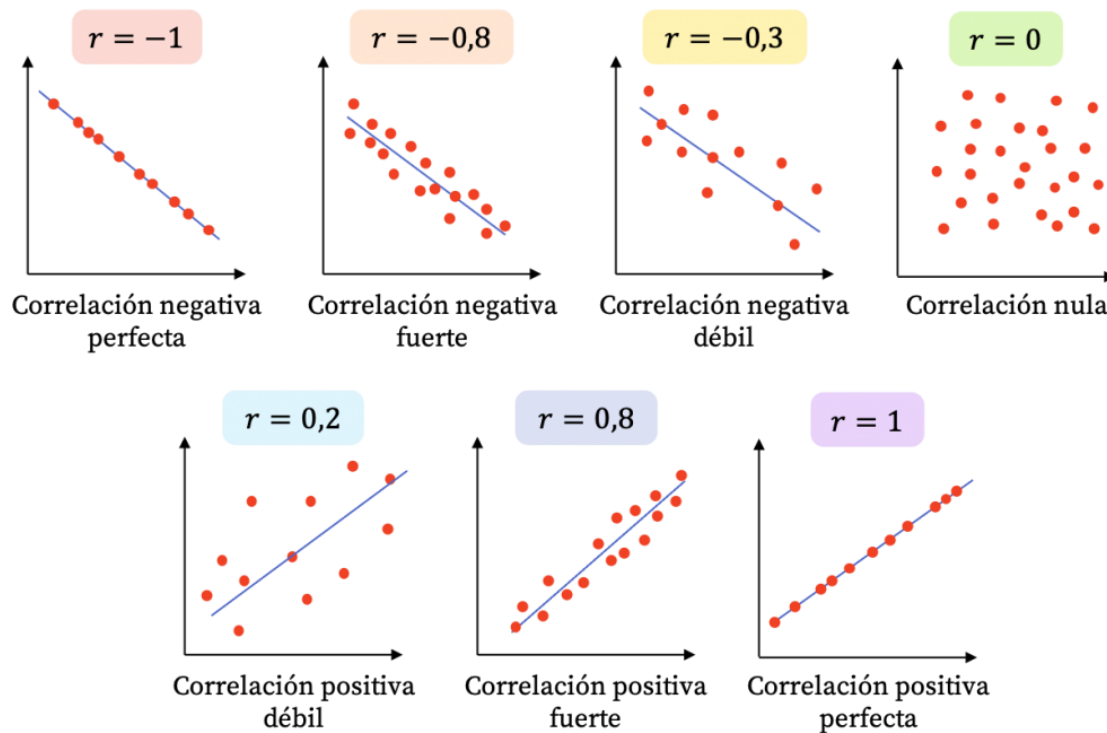 r = −1
r = −0,8
r = −0,3
r = 0
Correlación negativa
perfecta
Correlación negativa
fuerte
Correlación negativa
débil
Correlación nula
r = 0,2
r = 0,8
r = 1
Correlación positiva
débil
Correlación positiva
fuerte
Correlación positiva
perfecta